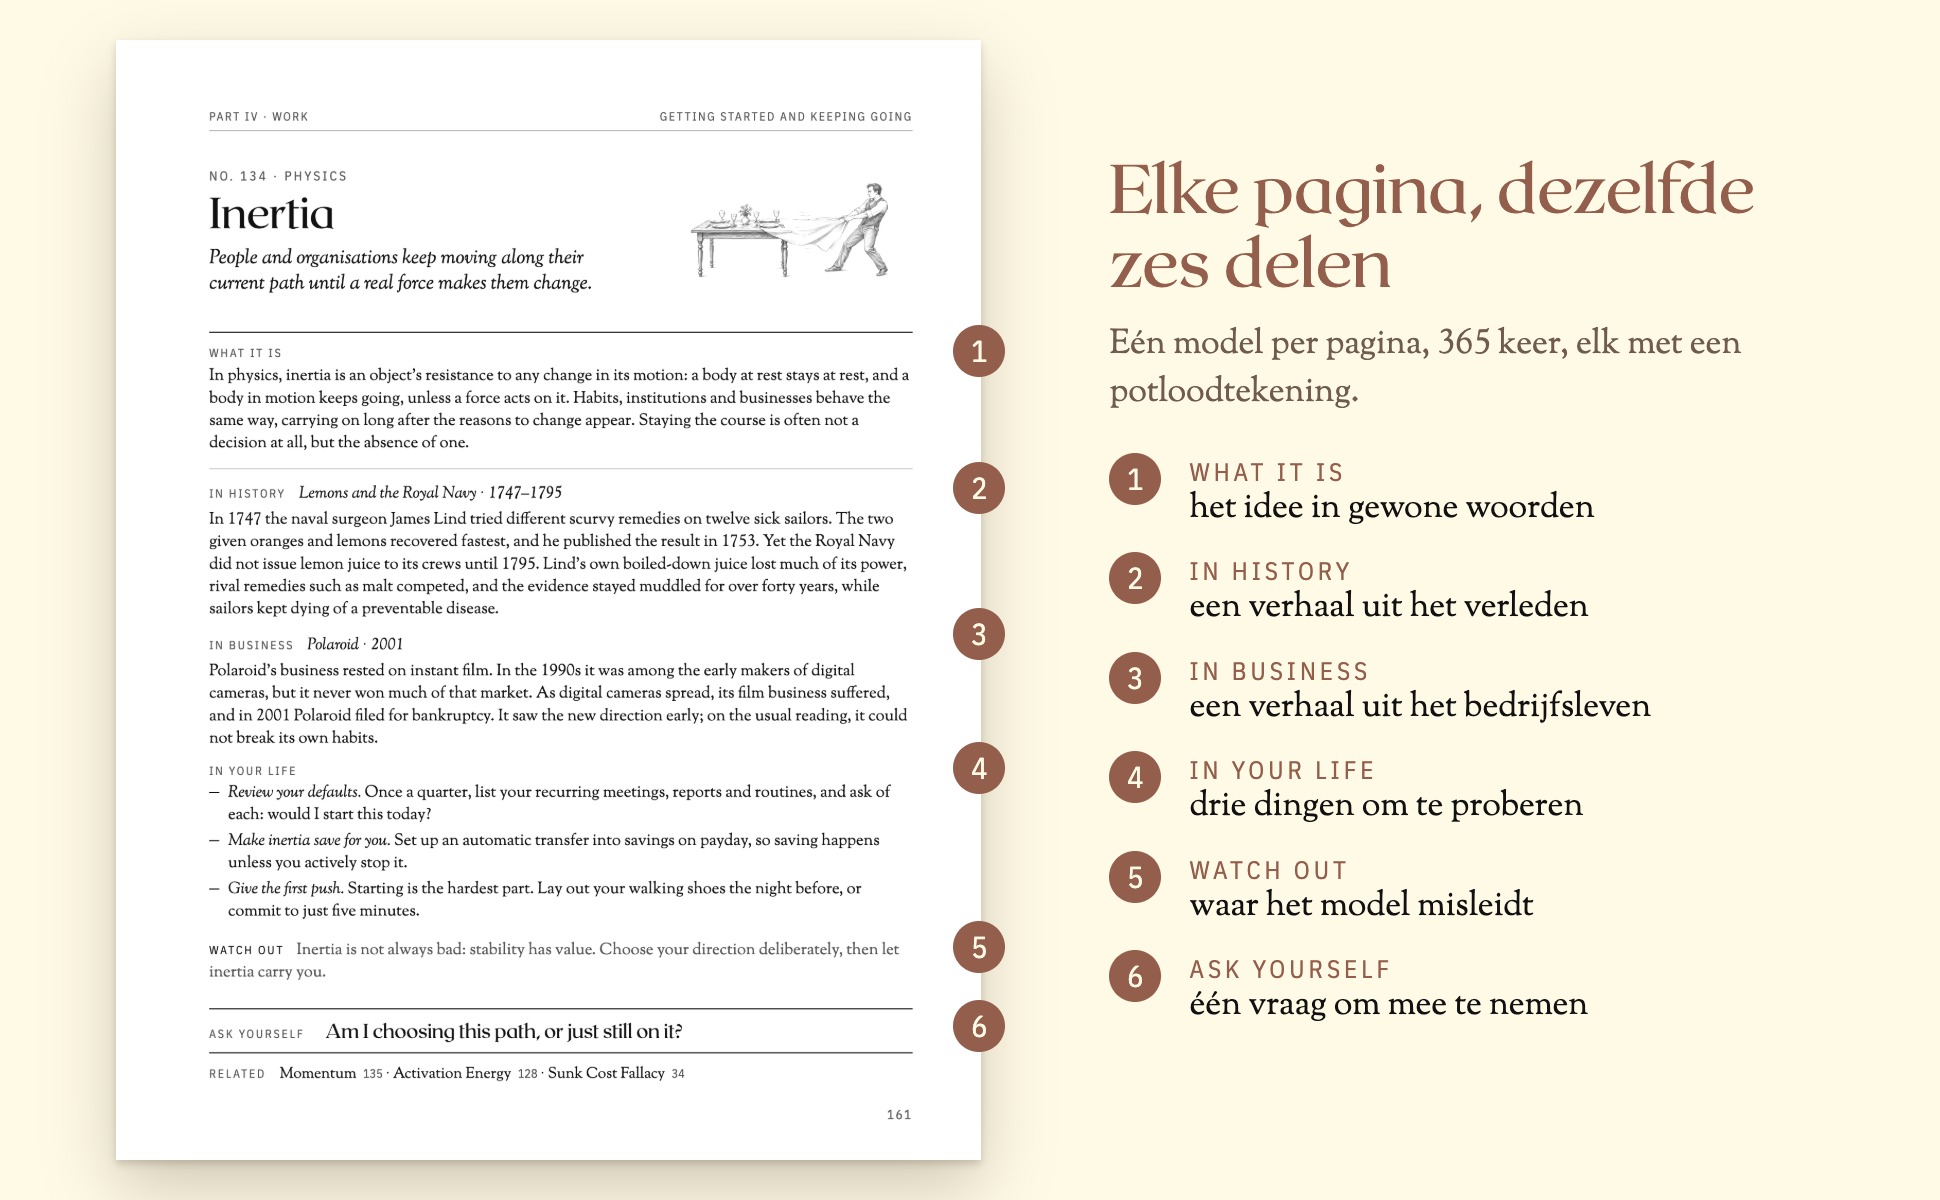 PART IV · WORK
GETTING STARTED AND KEEPING GOING
NO. 134 · PHYSICS
Inertia
People and organisations keep moving along their
current path until a real force makes them change.
WHAT IT IS
In physics, inertia is an object’s resistance to any change in its motion: a body at rest stays at rest, and a
body in motion keeps going, unless a force acts on it. Habits, institutions and businesses behave the
same way, carrying on long after the reasons to change appear. Staying the course is often not a
decision at all, but the absence of one.
IN HISTORY Lemons and the Royal Navy · 1747–1795
In 1747 the naval surgeon James Lind tried different scurvy remedies on twelve sick sailors. The two
given oranges and lemons recovered fastest, and he published the result in 1753. Yet the Royal Navy
did not issue lemon juice to its crews until 1795. Lind’s own boiled-down juice lost much of its power,
rival remedies such as malt competed, and the evidence stayed muddled for over forty years, while
sailors kept dying of a preventable disease.
IN BUSINESS Polaroid · 2001
Polaroid’s business rested on instant film. In the 1990s it was among the early makers of digital
cameras, but it never won much of that market. As digital cameras spread, its film business suffered,
and in 2001 Polaroid filed for bankruptcy. It saw the new direction early; on the usual reading, it could
not break its own habits.
IN YOUR LIFE
– Review your defaults. Once a quarter, list your recurring meetings, reports and routines, and ask of
each: would I start this today?
– Make inertia save for you. Set up an automatic transfer into savings on payday, so saving happens
unless you actively stop it.
– Give the first push. Starting is the hardest part. Lay out your walking shoes the night before, or
commit to just five minutes.
WATCH OUT Inertia is not always bad: stability has value. Choose your direction deliberately, then let
inertia carry you.
ASK YOURSELF Am I choosing this path, or just still on it?
RELATED Momentum 135 · Activation Energy 128 · Sunk Cost Fallacy 34
161
1
2
3
4
5
6
Elke pagina, dezelfde
zes delen
Eén model per pagina, 365 keer, elk met een
potloodtekening.
1 WHAT IT IS
het idee in gewone woorden
2 IN HISTORY
een verhaal uit het verleden
3 IN BUSINESS
een verhaal uit het bedrijfsleven
4 IN YOUR LIFE
drie dingen om te proberen
5 WATCH OUT
waar het model misleidt
6 ASK YOURSELF
één vraag om mee te nemen